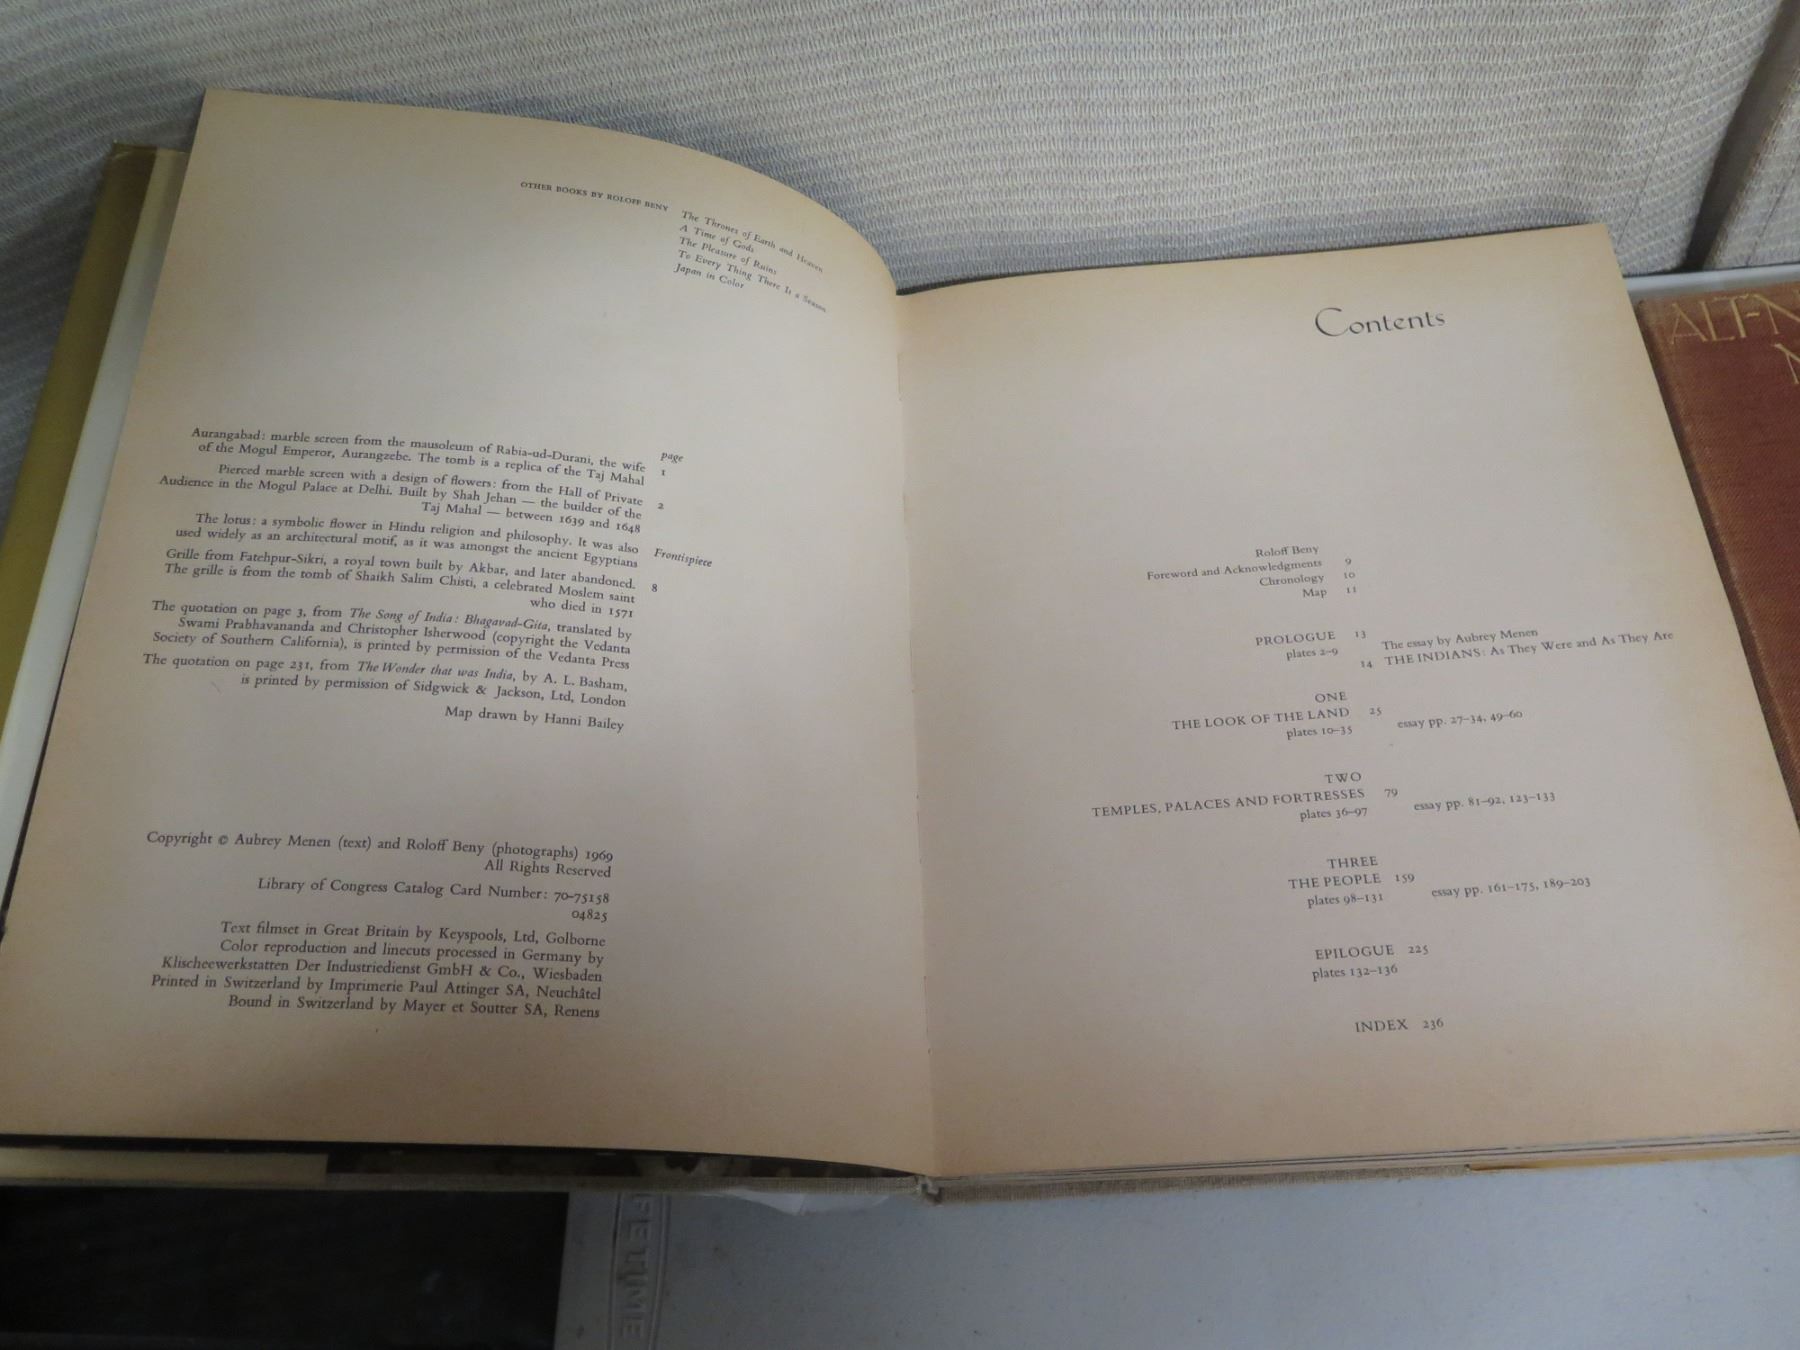 OTHER BOOKS BY ROLOFF BENY
The Thrones of Earth and Heaven
A Time of Gods
The Pleasure of Ruins
To Every Thing There Is a Season
Japan in Color
page
Aurangabad: marble screen from the mausoleum of Rabia-ud-Durani, the wife
of the Mogul Emperor, Aurangzebe. The tomb is a replica of the Taj Mahal 1
Pierced marble screen with a design of flowers: from the Hall of Private
Audience in the Mogul Palace at Delhi. Built by Shah Jehan — the builder of the 2
Taj Mahal — between 1639 and 1648
The lotus: a symbolic flower in Hindu religion and philosophy. It was also
used widely as an architectural motif, as it was amongst the ancient Egyptians Frontispiece
Grille from Fatehpur-Sikri, a royal town built by Akbar, and later abandoned. 8
The grille is from the tomb of Shaikh Salim Chisti, a celebrated Moslem saint
who died in 1571
The quotation on page 3, from The Song of India: Bhagavad-Gita, translated by
Swami Prabhavananda and Christopher Isherwood (copyright the Vedanta
Society of Southern California), is printed by permission of the Vedanta Press
The quotation on page 231, from The Wonder that was India, by A. L. Basham,
is printed by permission of Sidgwick & Jackson, Ltd, London
Map drawn by Hanni Bailey
Copyright © Aubrey Menen (text) and Roloff Beny (photographs) 1969
All Rights Reserved
Library of Congress Catalog Card Number: 70-75158
04825
Text filmset in Great Britain by Keyspools, Ltd, Golborne
Color reproduction and linecuts processed in Germany by
Klischeewerkstatten Der Industriedienst GmbH & Co., Wiesbaden
Printed in Switzerland by Imprimerie Paul Attinger SA, Neuchâtel
Bound in Switzerland by Mayer et Soutter SA, Renens
Contents
Roloff Beny
Foreword and Acknowledgments 9
Chronology 10
Map 11
PROLOGUE 13 The essay by Aubrey Menen
plates 2–9
14 THE INDIANS: As They Were and As They Are
ONE
THE LOOK OF THE LAND 25 essay pp. 27–34, 49–60
plates 10–35
TWO
TEMPLES, PALACES AND FORTRESSES 79 essay pp. 81–92, 123–133
plates 36–97
THREE
THE PEOPLE 159 essay pp. 161–175, 189–203
plates 98–131
EPILOGUE 225
plates 132–136
INDEX 236
ALT-N